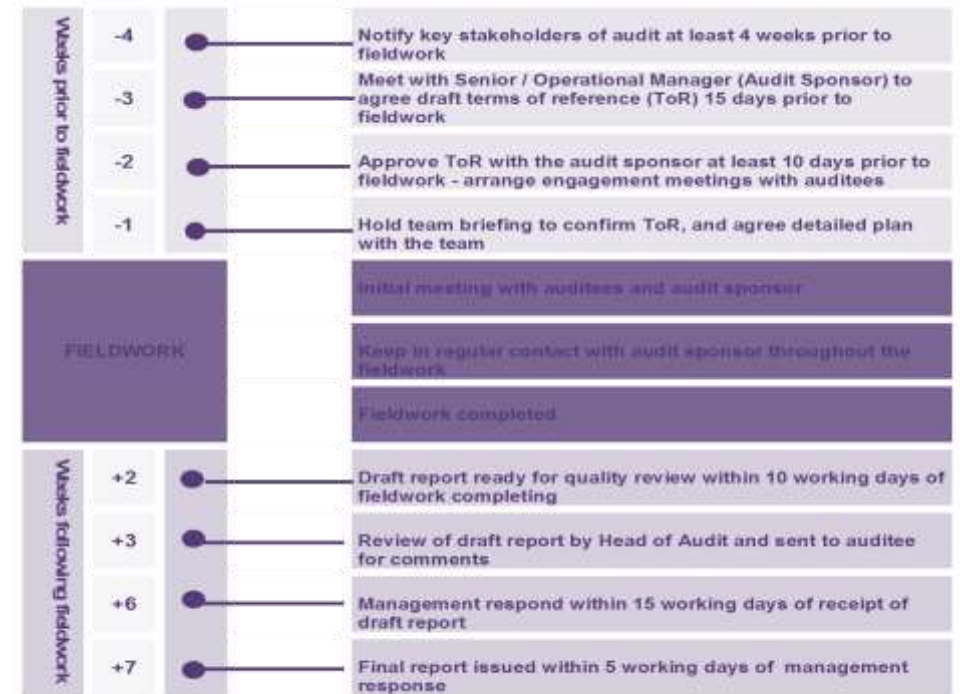 Weeks prior to fieldwork
-4
Notify key stakeholders of audit at least 4 weeks prior to
fieldwork
-3
Meet with Senior / Operational Manager (Audit Sponsor) to
agree draft terms of reference (ToR) 15 days prior to
fieldwork
-2
Approve ToR with the audit sponsor at least 10 days prior to
fieldwork - arrange engagement meetings with auditees
-1
Hold team briefing to confirm ToR, and agree detailed plan
with the team
FIELDWORK
Initial meeting with auditees and audit sponsor
Keep in regular contact with audit sponsor throughout the
fieldwork
Fieldwork completed
Weeks following fieldwork
+2
Draft report ready for quality review within 10 working days of
fieldwork completing
+3
Review of draft report by Head of Audit and sent to auditee
for comments
+6
Management respond within 15 working days of receipt of
draft report
+7
Final report issued within 5 working days of management
response